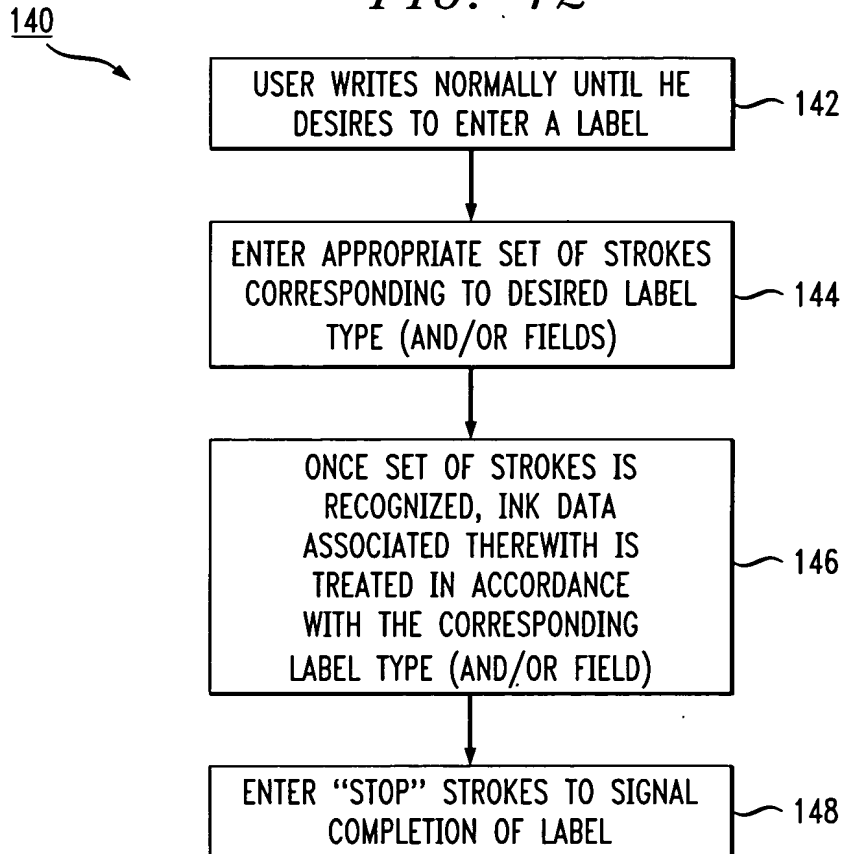 FIG. 12
140
USER WRITES NORMALLY UNTIL HE
DESIRES TO ENTER A LABEL
142
ENTER APPROPRIATE SET OF STROKES
CORRESPONDING TO DESIRED LABEL
TYPE (AND/OR FIELDS)
144
ONCE SET OF STROKES IS
RECOGNIZED, INK DATA
ASSOCIATED THEREWITH IS
TREATED IN ACCORDANCE
WITH THE CORRESPONDING
LABEL TYPE (AND/OR FIELD)
146
ENTER “STOP” STROKES TO SIGNAL
COMPLETION OF LABEL
148